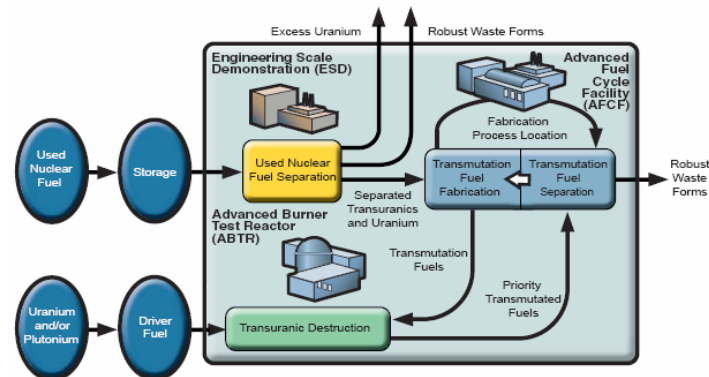 Excess Uranium
Robust Waste Forms
Engineering Scale
Demonstration (ESD)
Advanced
Fuel
Cycle
Facility
(AFCF)
Fabrication
Process Location
Used
Nuclear
Fuel
Storage
Used Nuclear
Fuel Separation
Transmutation
Fuel
Fabrication
Transmutation
Fuel
Separation
Robust
Waste
Forms
Separated
Transuranics
and Uranium
Advanced Burner
Test Reactor
(ABTR)
Transmutation
Fuels
Priority
Transmutated
Fuels
Uranium
and/or
Plutonium
Driver
Fuel
Transuranic Destruction